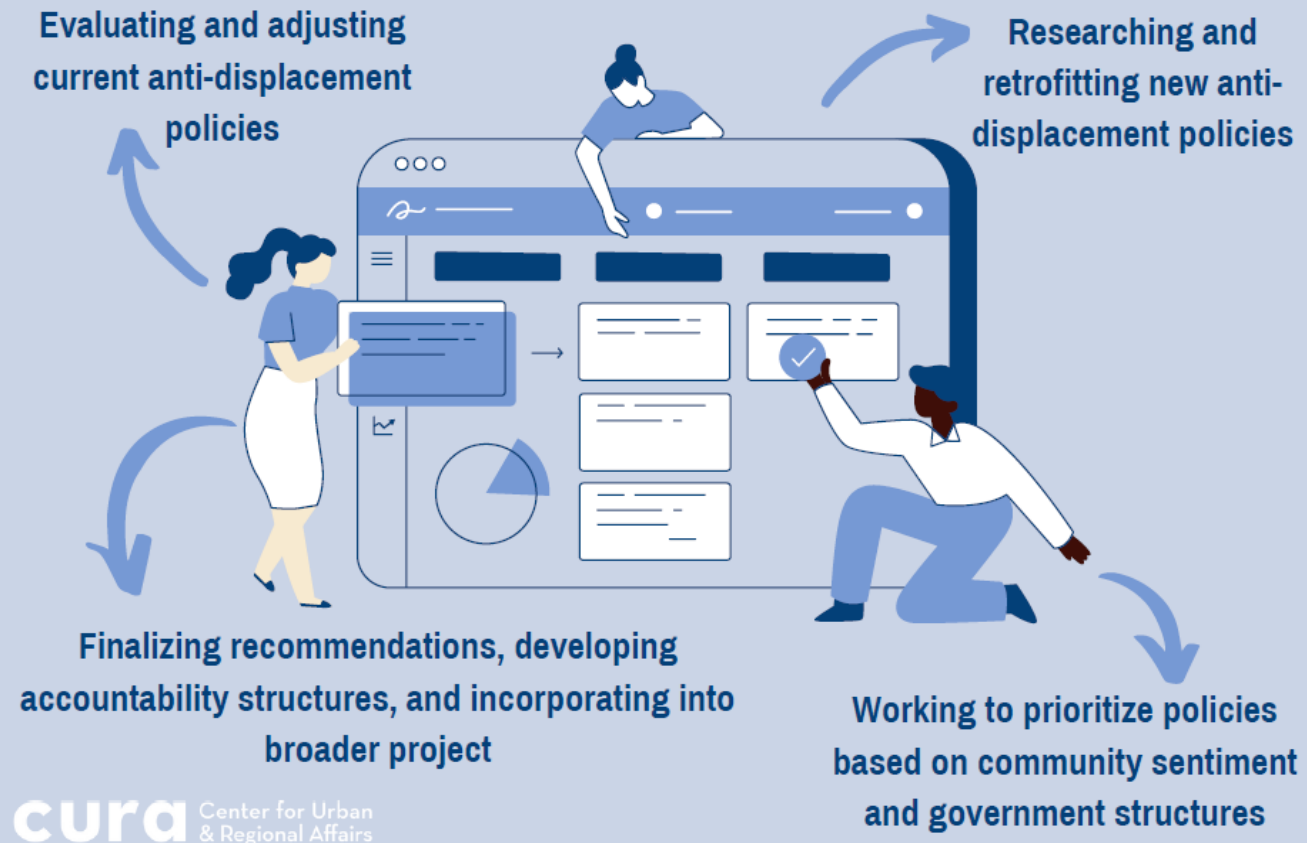 Evaluating and adjusting
current anti-displacement
policies
Researching and
retrofitting new anti-
displacement policies
Finalizing recommendations, developing
accountability structures, and incorporating into
broader project
Working to prioritize policies
based on community sentiment
and government structures
cura Center for Urban
& Regional Affairs